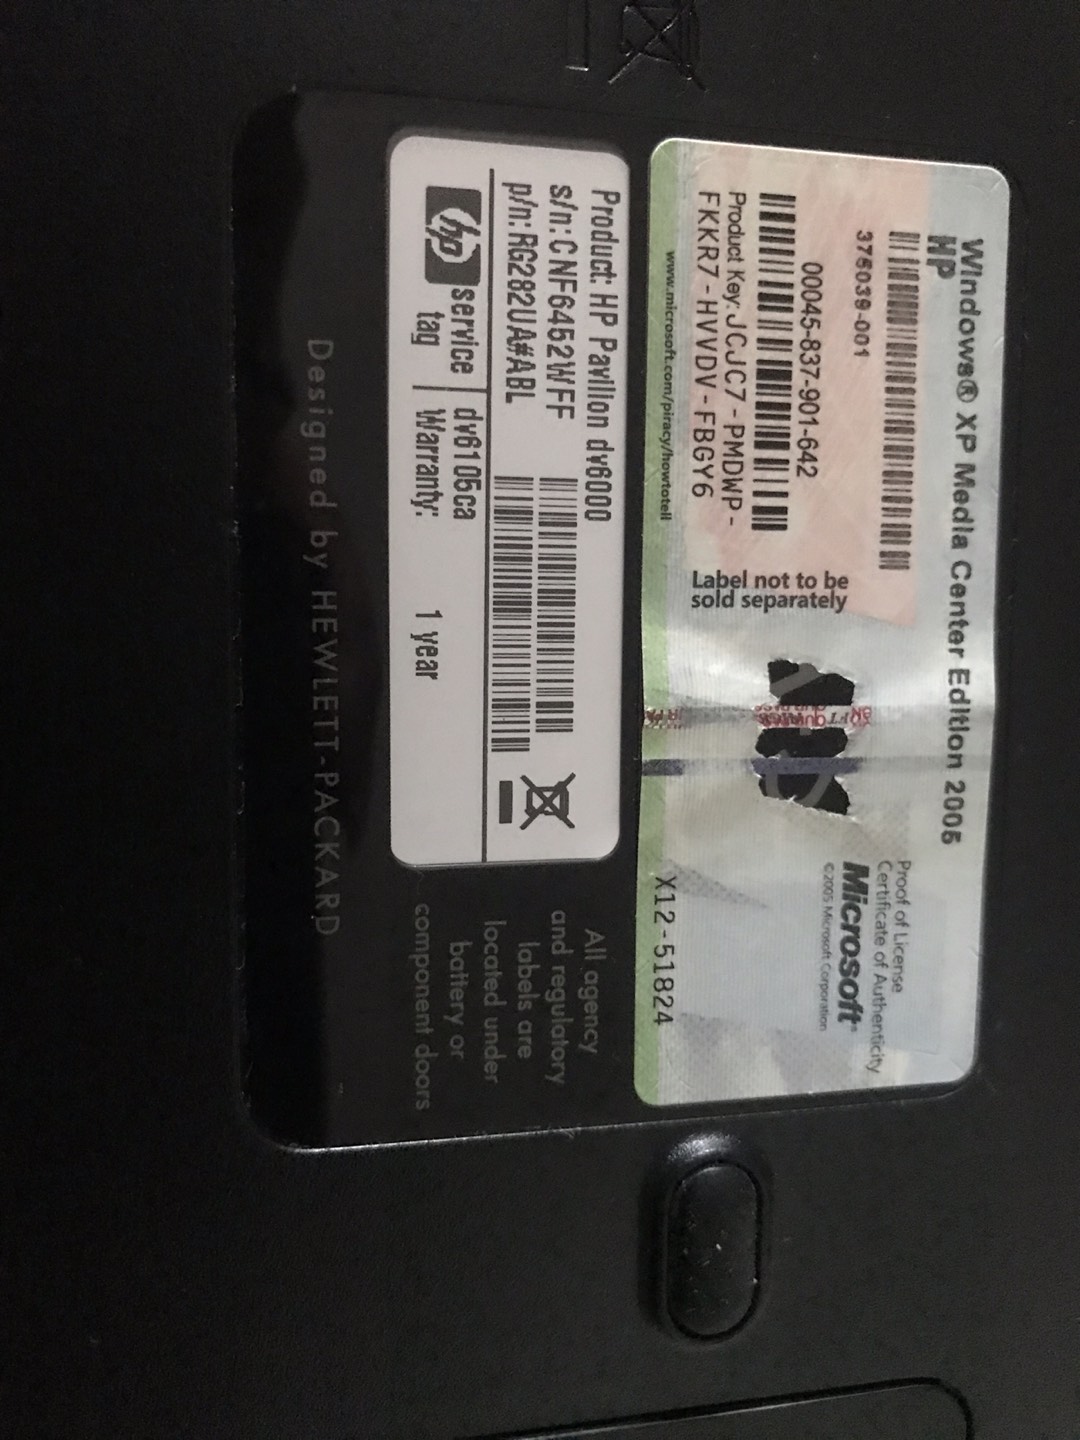 Windows® XP Media Center Edition 2005
HP
376039-001
00045-837-901-642
Product Key: JCJC7-PMDWP-
FKKR7-HVVDV-FBGY6
www.microsoft.com/piracy/howtotell
Label not to be
sold separately
Proof of License
Certificate of Authenticity
Microsoft®
©2005 Microsoft Corporation
X12-51824
Product: HP Pavilion dv6000
s/n: CNF6452WFF
p/n: RG282UA#ABL
hp
service
tag
dv6105ca
Warranty: 1 year
All agency
and regulatory
labels are
located under
battery or
component doors
Designed by HEWLETT-PACKARD